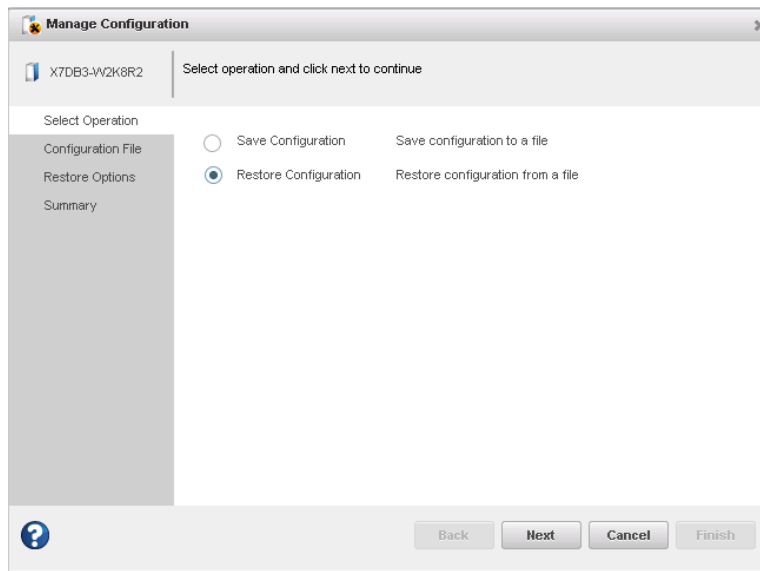 Manage Configuration
X7DB3-W2K8R2
Select operation and click next to continue
Select Operation
Configuration File
Restore Options
Summary
Save Configuration Save configuration to a file
Restore Configuration Restore configuration from a file
?
Back Next Cancel Finish